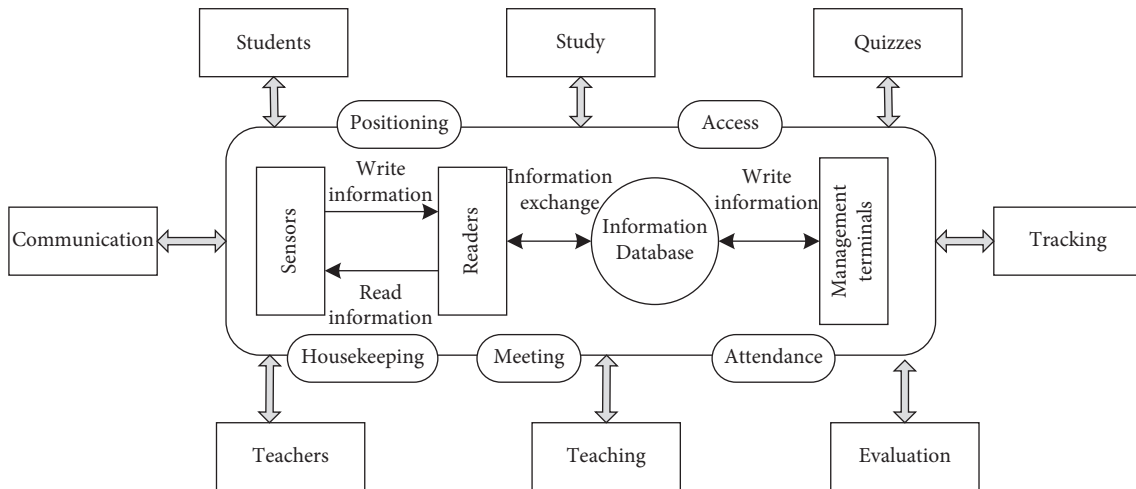 Students
Study
Quizzes
Positioning
Access
Write
information
Information
exchange
Write
information
Sensors
Readers
Information
Database
Management
terminals
Communication
Tracking
Read
information
Housekeeping
Meeting
Attendance
Teachers
Teaching
Evaluation